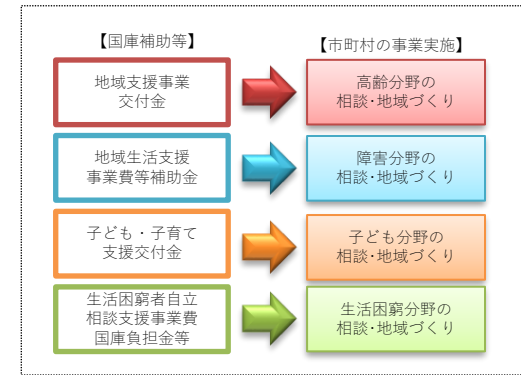 【国庫補助等】
【市町村の事業実施】
地域支援事業
交付金
高齢分野の
相談･地域づくり
地域生活支援
事業費等補助金
障害分野の
相談･地域づくり
子ども・子育て
支援交付金
子ども分野の
相談･地域づくり
生活困窮者自立
相談支援事業費
国庫負担金等
生活困窮分野の
相談･地域づくり